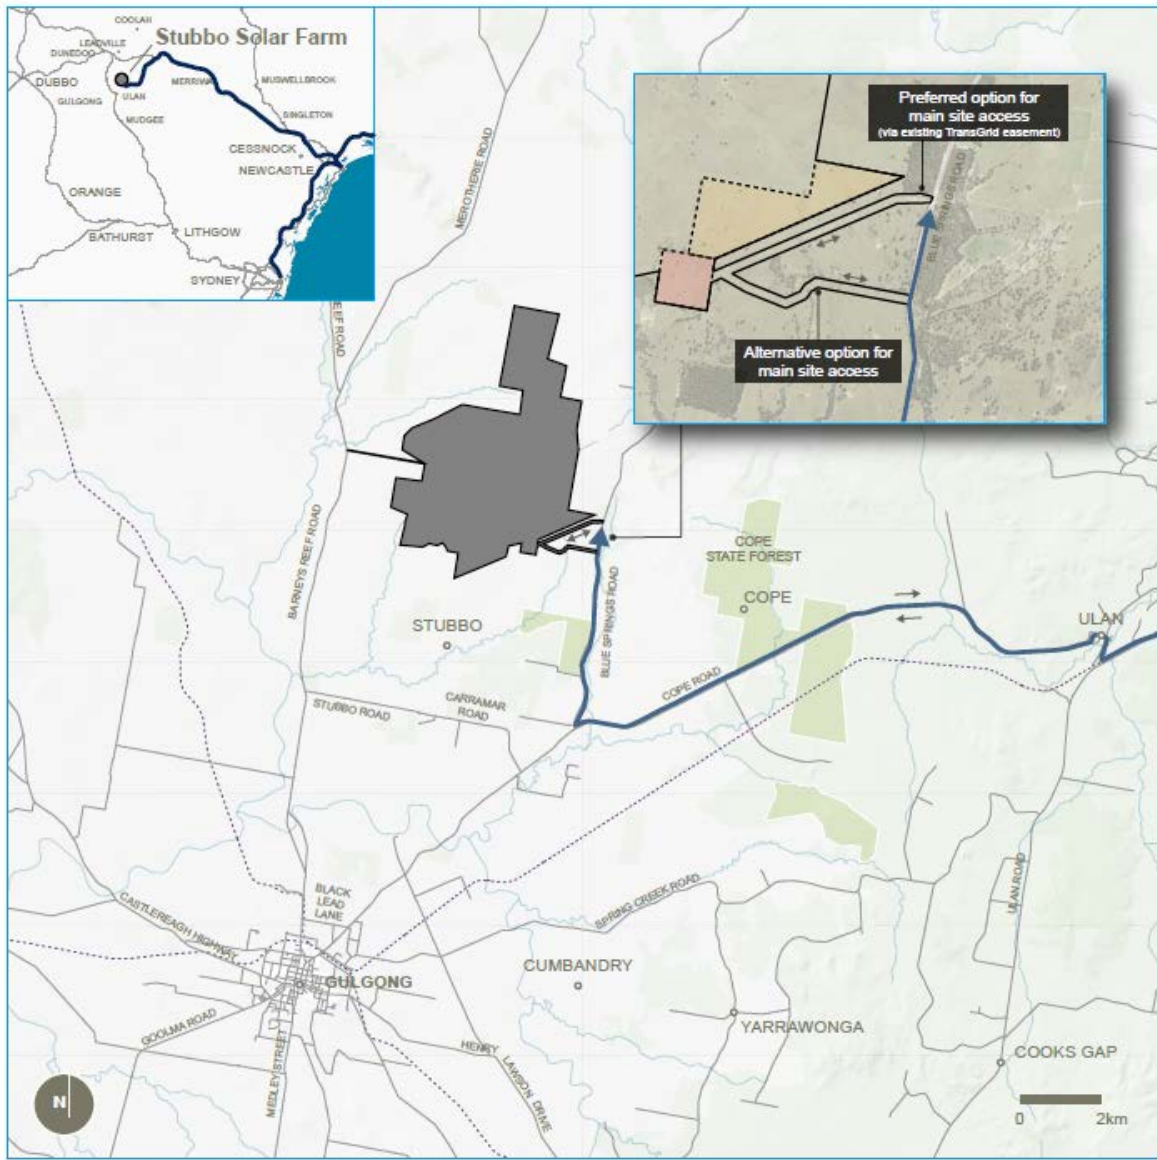 COOLAH
Stubbo Solar Farm
LEADVILLE
DUNEDOO
DUBBO
MERRIWA
MUSWELLBROOK
GULGONG
ULAN
MUDGEE
SINGLETON
CESSNOCK
NEWCASTLE
ORANGE
LITHGOW
BATHURST
SYDNEY
MEROTHERIE ROAD
Preferred option for
main site access
(via existing TransGrid easement)
BLUE SPRINGS ROAD
Alternative option for
main site access
REEF ROAD
BARNEYS REEF ROAD
COPE
STATE FOREST
COPE
ULAN
STUBBO
BLUE SPRINGS ROAD
COPE ROAD
STUBBO ROAD
CARRAMAR
ROAD
ULAN ROAD
BLACK
LEAD
LANE
SPRING CREEK ROAD
CASTLEREAGH HIGHWAY
CUMBANDRY
GULGONG
GOOLMA ROAD
YARRAWONGA
MEDLEY STREET
HENRY LAWSON DRIVE
COOKS GAP
N
0 2km